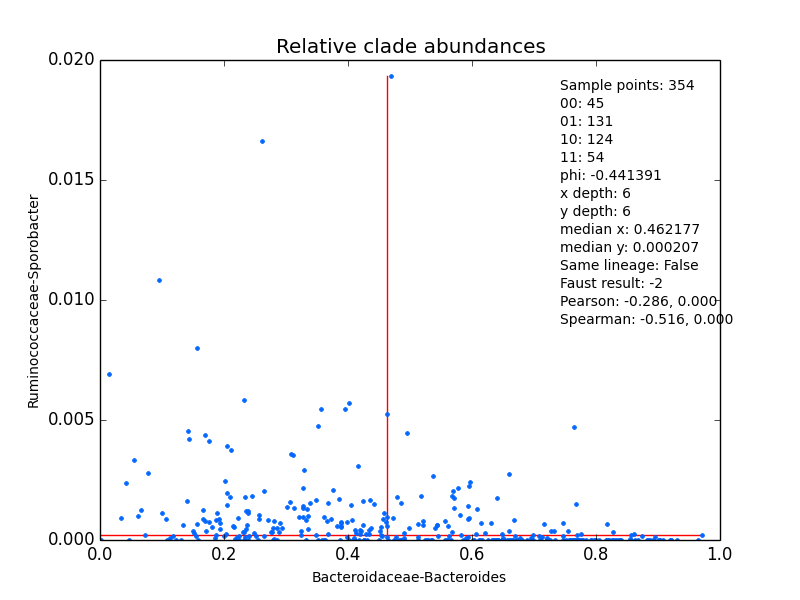 Relative clade abundances
0.020
0.015
0.010
0.005
0.000
Ruminococcaceae-Sporobacter
Sample points: 354
00: 45
01: 131
10: 124
11: 54
phi: -0.441391
x depth: 6
y depth: 6
median x: 0.462177
median y: 0.000207
Same lineage: False
Faust result: -2
Pearson: -0.286, 0.000
Spearman: -0.516, 0.000
0.0 0.2 0.4 0.6 0.8 1.0
Bacteroidaceae-Bacteroides